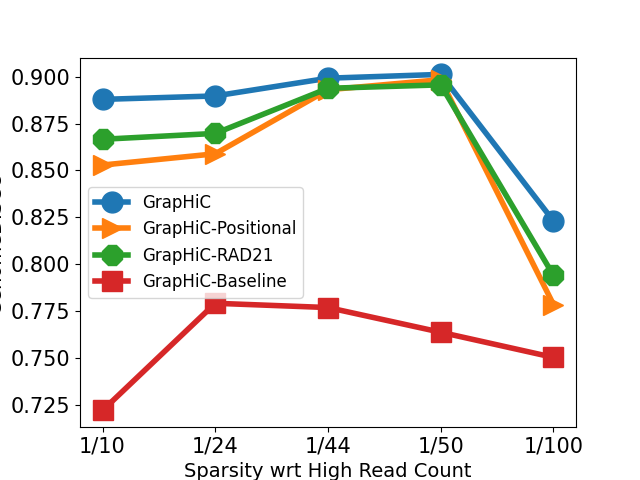 0.900
0.875
0.850
0.825
0.800
0.775
0.750
0.725
GrapHiC
GrapHiC-Positional
GrapHiC-RAD21
GrapHiC-Baseline
1/10 1/24 1/44 1/50 1/100
Sparsity wrt High Read Count